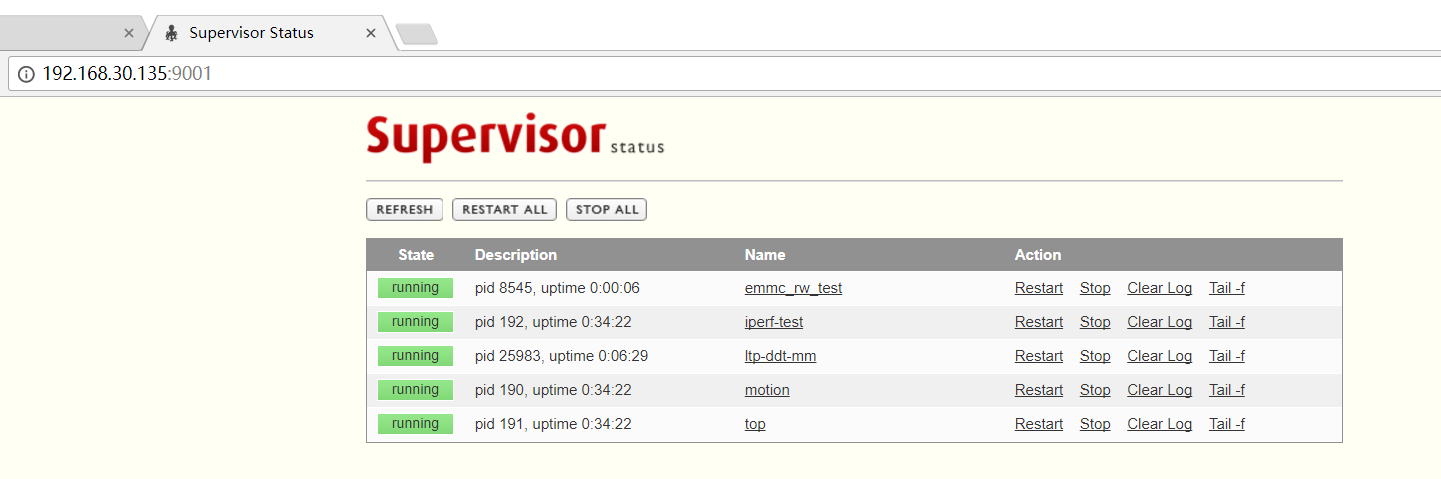 Supervisor Status
192.168.30.135:9001
Supervisor status
REFRESH RESTART ALL STOP ALL
State Description Name Action
running pid 8545, uptime 0:00:06 emmc_rw_test Restart Stop Clear Log Tail -f
running pid 192, uptime 0:34:22 iperf-test Restart Stop Clear Log Tail -f
running pid 25983, uptime 0:06:29 ltp-ddt-mm Restart Stop Clear Log Tail -f
running pid 190, uptime 0:34:22 motion Restart Stop Clear Log Tail -f
running pid 191, uptime 0:34:22 top Restart Stop Clear Log Tail -f